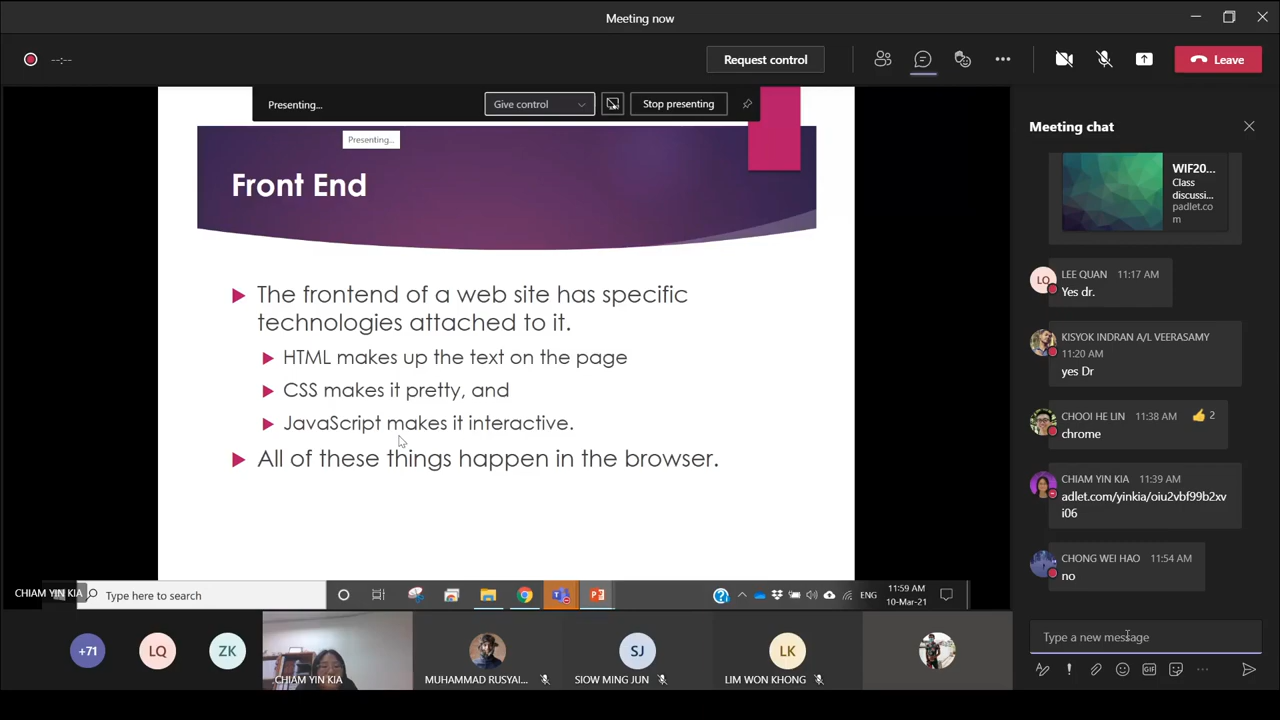 Meeting now
--:--
Request control
Leave
Presenting...
Give control
Stop presenting
Presenting...
Front End
The frontend of a web site has specific
technologies attached to it.
HTML makes up the text on the page
CSS makes it pretty, and
JavaScript makes it interactive.
All of these things happen in the browser.
CHIAM YIN KIA
Type here to search
ENG
11:59 AM
10-Mar-21
+71
LQ
ZK
CHIAM YIN KIA
MUHAMMAD RUSYAI...
SJ
SIOW MING JUN
LK
LIM WON KHONG
Meeting chat
WIF20...
Class
discussi...
padlet.co
m
LQ
LEE QUAN 11:17 AM
Yes dr.
KISYOK INDRAN A/L VEERASAMY
11:20 AM
yes Dr
CHOOI HE LIN 11:38 AM 2
chrome
CHIAM YIN KIA 11:39 AM
adlet.com/yinkia/oiu2vbf99b2xv
i06
CHONG WEI HAO 11:54 AM
no
Type a new message
GIF